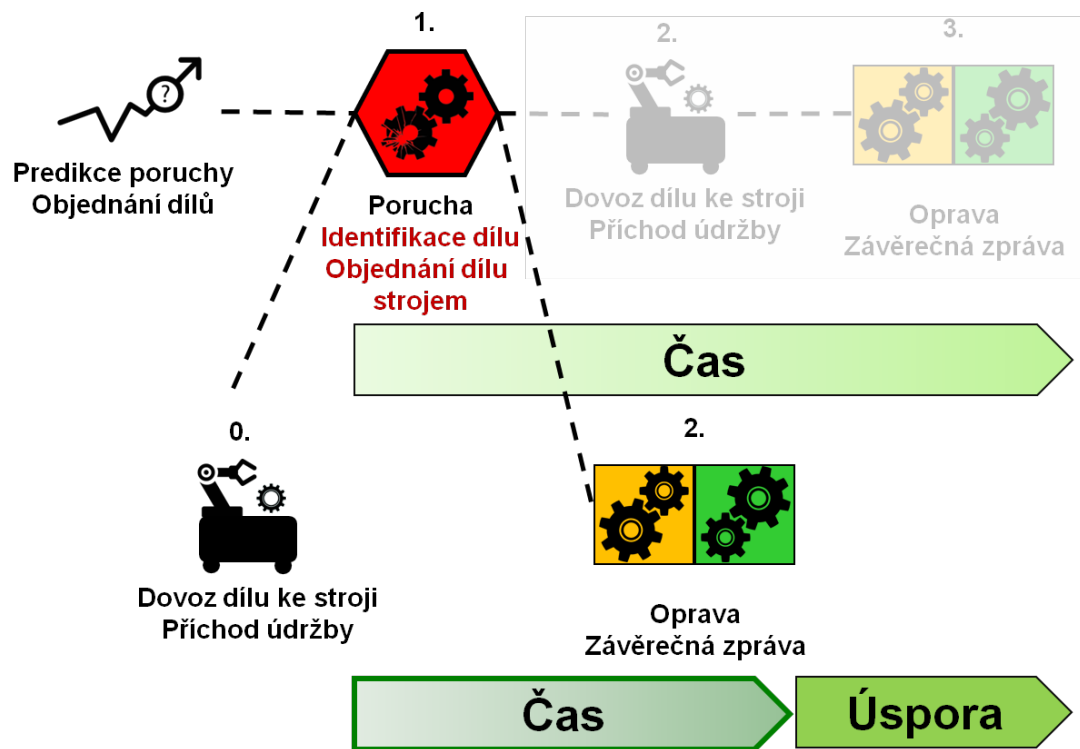 1.
2.
3.
?
Predikce poruchy
Objednání dílů
Porucha
Identifikace dílu
Objednání dílu
strojem
Dovoz dílu ke stroji
Příchod údržby
Oprava
Závěrečná zpráva
Čas
0.
2.
Dovoz dílu ke stroji
Příchod údržby
Oprava
Závěrečná zpráva
Čas
Úspora